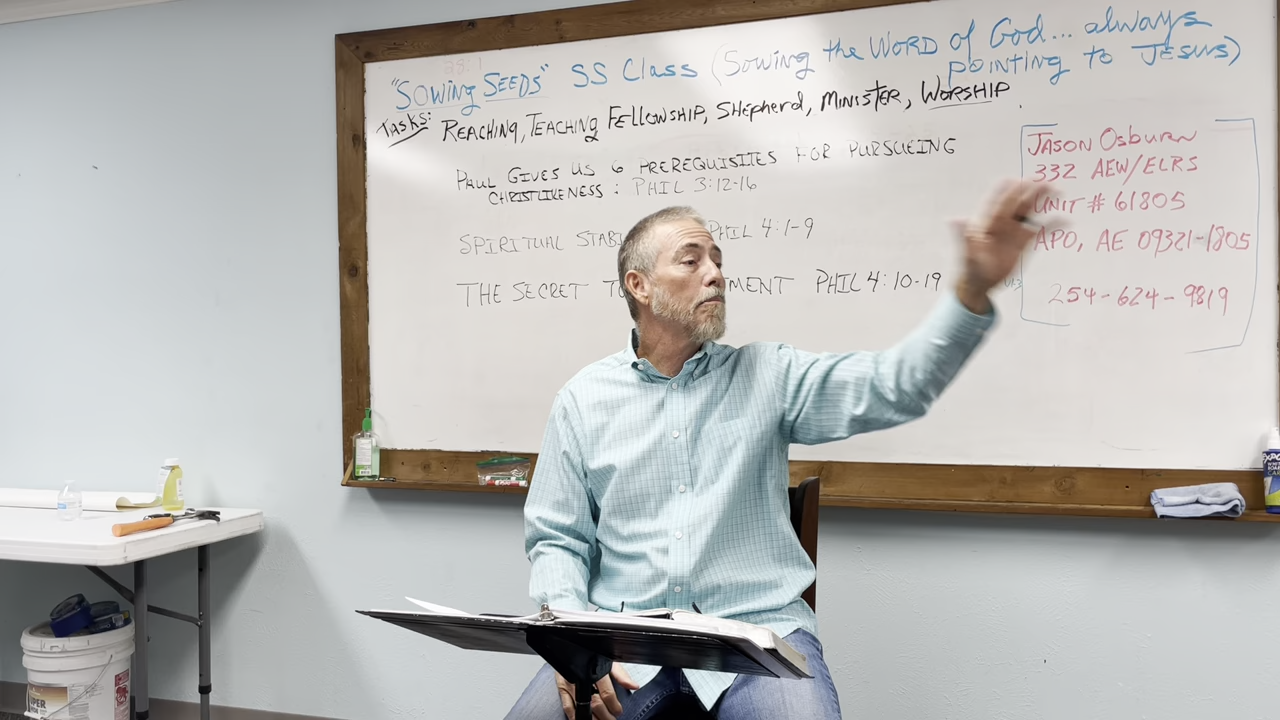 "SOWING SEEDS" SS Class (Sowing the WORD of God... always
pointing to JESUS)
TASKS: REACHING, TEACHING FELLOWSHIP, SHEPHERD, MINISTER, WORSHIP.
PAUL GIVES US 6 PREREQUISITES FOR PURSUEING
CHRISTLIKENESS: PHIL 3:12-16
SPIRITUAL PHIL 4:1-9
THE SECRET MENT PHIL 4:10-19
JASON OSBURN
332 AEW/ELRS
UNIT # 61805
APO, AE 09321-1805
254-624-9819